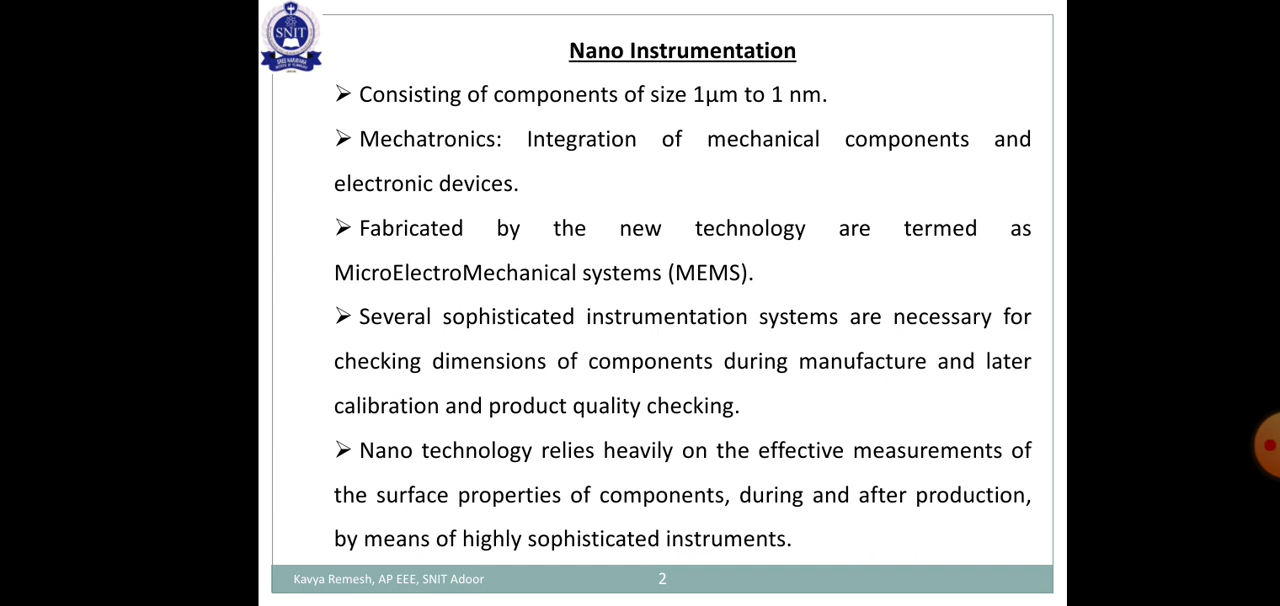 SNIT
Nano Instrumentation
➢ Consisting of components of size 1µm to 1 nm.
➢ Mechatronics: Integration of mechanical components and
electronic devices.
➢ Fabricated by the new technology are termed as
MicroElectroMechanical systems (MEMS).
➢ Several sophisticated instrumentation systems are necessary for
checking dimensions of components during manufacture and later
calibration and product quality checking.
➢ Nano technology relies heavily on the effective measurements of
the surface properties of components, during and after production,
by means of highly sophisticated instruments.
Kavya Remesh, AP EEE, SNIT Adoor 2